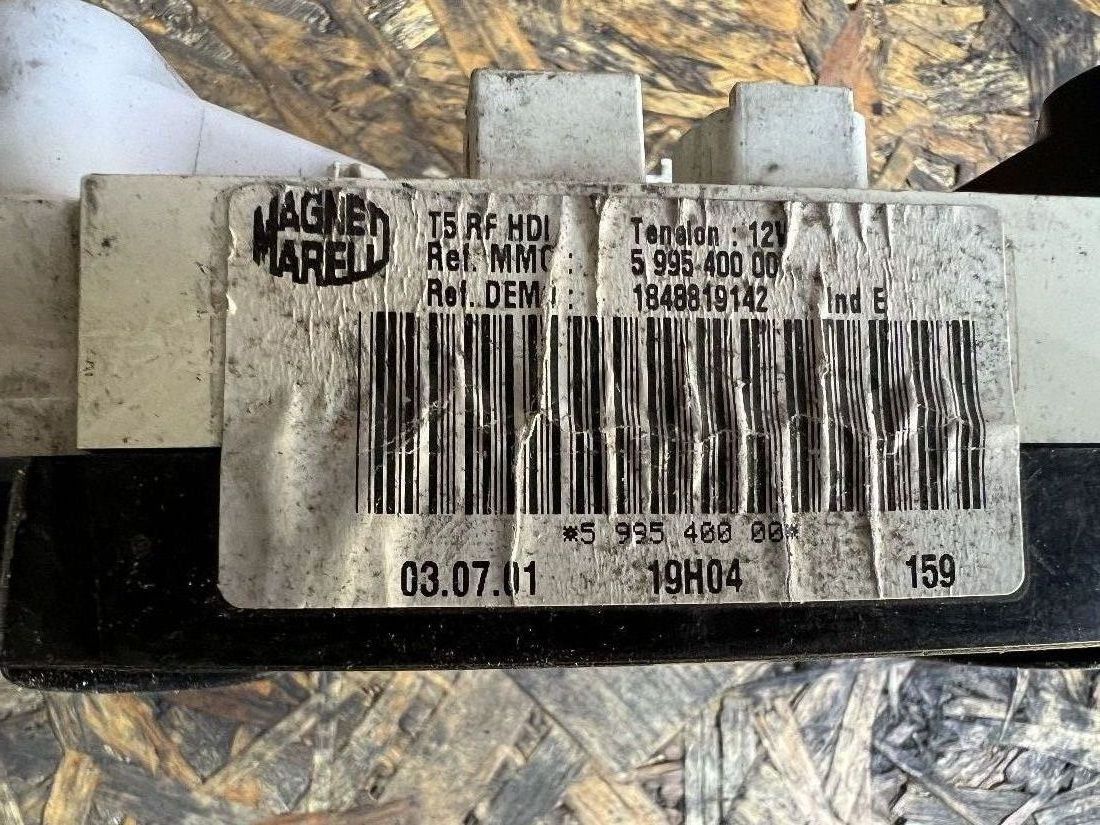 MAGNETI
MARELLI
T5 RF HDI Tension : 12V
Ref. MMC : 5 995 400 00
Ref. DEM : 1848819142 Ind E
*5 995 400 00*
03.07.01 19H04 159